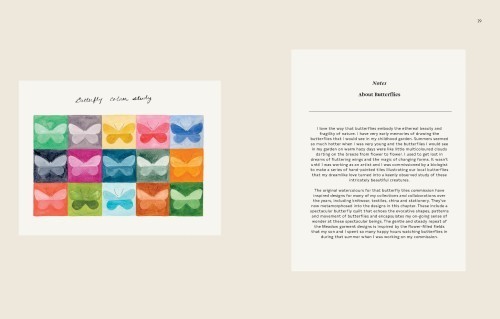 Butterfly colour study
Notes
About Butterflies
I love the way that butterflies embody the ethereal beauty and
fragility of nature. I have very early memories of drawing the
butterflies that I would see in my garden as a child. Summers seemed
so much hotter when I was very young and the butterflies I would see
in my garden on warm hazy days were like little multicoloured clouds
darting on the breeze from flower to flower. I used to get lost in
dreams of fluttering wings and the magic of changing forms. It wasn't
until I was working as an artist and I was commissioned by a biologist
to make a series of hand-painted tiles illustrating our local butterflies
that my dreamlike love turned into a keenly observed study of these
intricately beautiful creatures.
The original watercolours for that butterfly tiles commission have
inspired designs for many of my collections and collaborations over
the years, including knitwear, textiles, china and stationery. They've
now metamorphosed into the designs in this chapter. These include a
spectacular butterfly quilt that echoes the evocative shapes, patterns
and movement of butterflies and encapsulates my on-going sense of
wonder at these spectacular beings. The gentle and steady repeat of
the Meadow garment designs is inspired by the flower-filled fields
that my son and I spent so many happy hours watching butterflies in
during that summer when I was working on my commission.